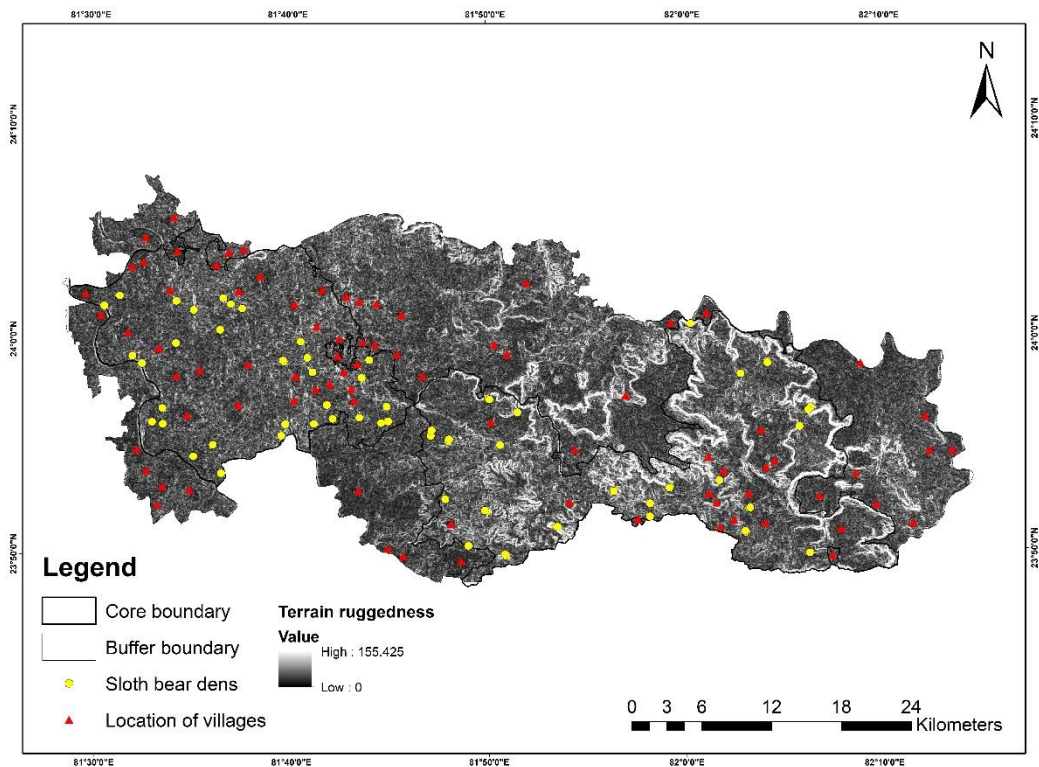 81°30'0"E 81°40'0"E 81°50'0"E 82°0'0"E 82°10'0"E
N
24°10'0"N 24°10'0"N
24°0'0"N 24°0'0"N
23°50'0"N 23°50'0"N
Legend
Core boundary
Buffer boundary
Sloth bear dens
Location of villages
Terrain ruggedness
Value
High : 155.425
Low : 0
0 3 6 12 18 24
Kilometers
81°30'0"E 81°40'0"E 81°50'0"E 82°0'0"E 82°10'0"E